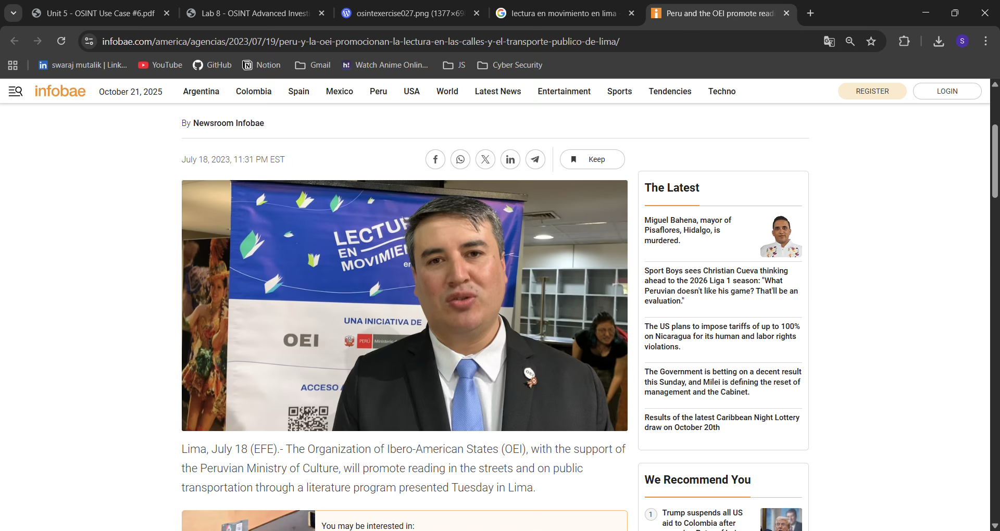 Unit 5 - OSINT Use Case #6.pdf
Lab 8 - OSINT Advanced Investi
osintexercise027.png (1377×69
lectura en movimiento en lima
Peru and the OEI promote readi
infobae.com/america/agencias/2023/07/19/peru-y-la-oei-promocionan-la-lectura-en-las-calles-y-el-transporte-publico-de-lima/
S
in swaraj mutalik | Link...
YouTube
GitHub
Notion
Gmail
h! Watch Anime Onlin...
JS
Cyber Security
infobae
October 21, 2025
Argentina
Colombia
Spain
Mexico
Peru
USA
World
Latest News
Entertainment
Sports
Tendencies
Techno
REGISTER
LOGIN
By Newsroom Infobae
July 18, 2023, 11:31 PM EST
Keep
LECTUR
EN
MOVIMIE
en
UNA INICIATIVA DE
OEI
PERÚ Ministerio
ACCESO
OEI
Lima, July 18 (EFE).- The Organization of Ibero-American States (OEI), with the support of
the Peruvian Ministry of Culture, will promote reading in the streets and on public
transportation through a literature program presented Tuesday in Lima.
You may be interested in:
The Latest
Miguel Bahena, mayor of
Pisaflores, Hidalgo, is
murdered.
Sport Boys sees Christian Cueva thinking
ahead to the 2026 Liga 1 season: "What
Peruvian doesn't like his game? That'll be an
evaluation."
The US plans to impose tariffs of up to 100%
on Nicaragua for its human and labor rights
violations.
The Government is betting on a decent result
this Sunday, and Milei is defining the reset of
management and the Cabinet.
Results of the latest Caribbean Night Lottery
draw on October 20th
We Recommend You
1
Trump suspends all US
aid to Colombia after